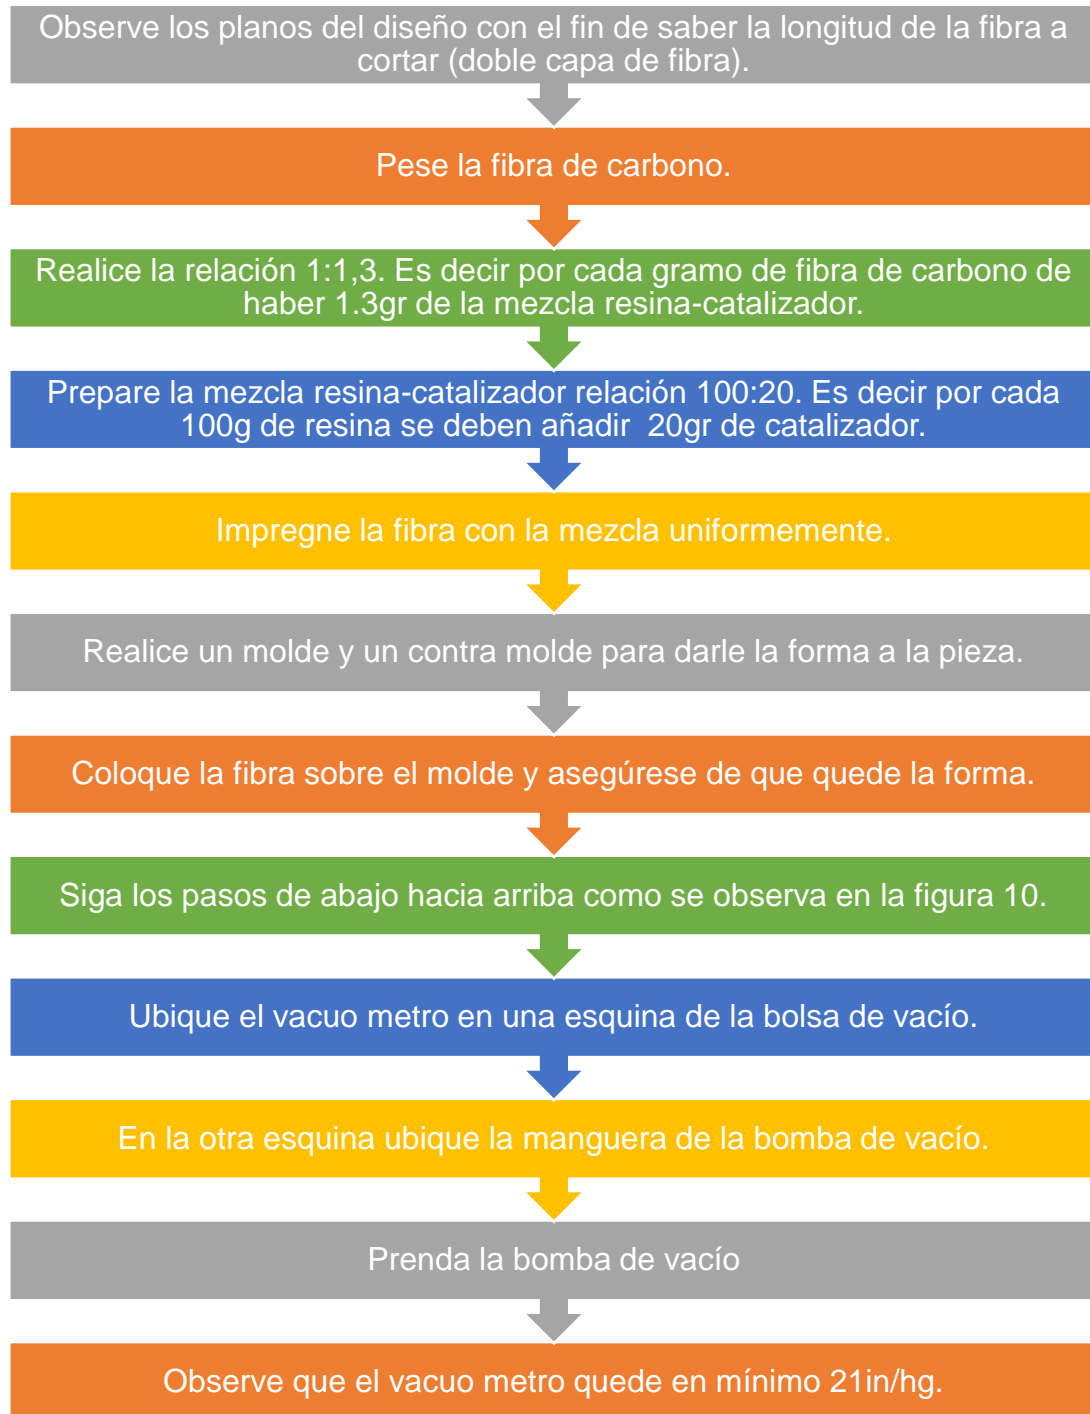 Observe los planos del diseño con el fin de saber la longitud de la fibra a
cortar (doble capa de fibra).
Pese la fibra de carbono.
Realice la relación 1:1,3. Es decir por cada gramo de fibra de carbono de
haber 1.3gr de la mezcla resina-catalizador.
Prepare la mezcla resina-catalizador relación 100:20. Es decir por cada
100g de resina se deben añadir  20gr de catalizador.
Impregne la fibra con la mezcla uniformemente.
Realice un molde y un contra molde para darle la forma a la pieza.
Coloque la fibra sobre el molde y asegúrese de que quede la forma.
Siga los pasos de abajo hacia arriba como se observa en la figura 10.
Ubique el vacuo metro en una esquina de la bolsa de vacío.
En la otra esquina ubique la manguera de la bomba de vacío.
Prenda la bomba de vacío
Observe que el vacuo metro quede en mínimo 21in/hg.